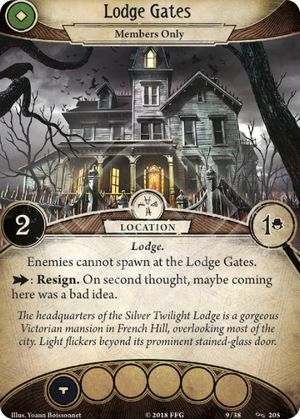 Lodge Gates
Members Only
2
1
LOCATION
Lodge.
Enemies cannot spawn at the Lodge Gates.
: Resign. On second thought, maybe coming
here was a bad idea.
The headquarters of the Silver Twilight Lodge is a gorgeous
Victorian mansion in French Hill, overlooking most of the
city. Light flickers beyond its prominent stained-glass door.
Illus. Yoann Boissonnet
© 2018 FFG
9/38
205